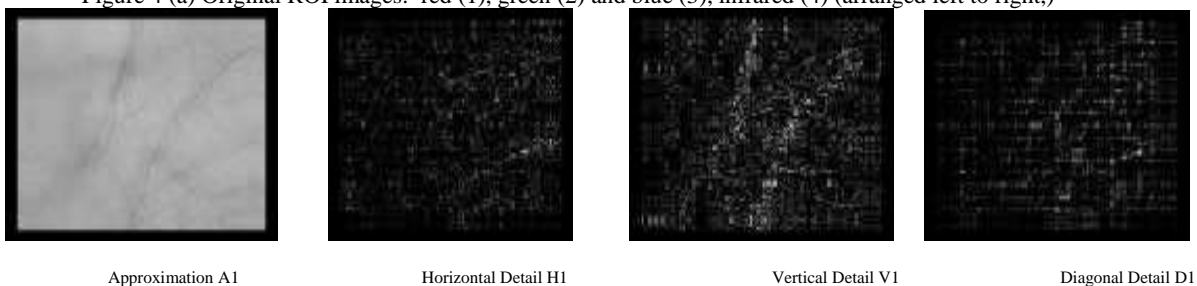 Figure 4 (a) Original ROI images: red (1), green (2) and blue (3), infrared (4) (arranged left to right,)
Approximation A1 Horizontal Detail H1 Vertical Detail V1 Diagonal Detail D1